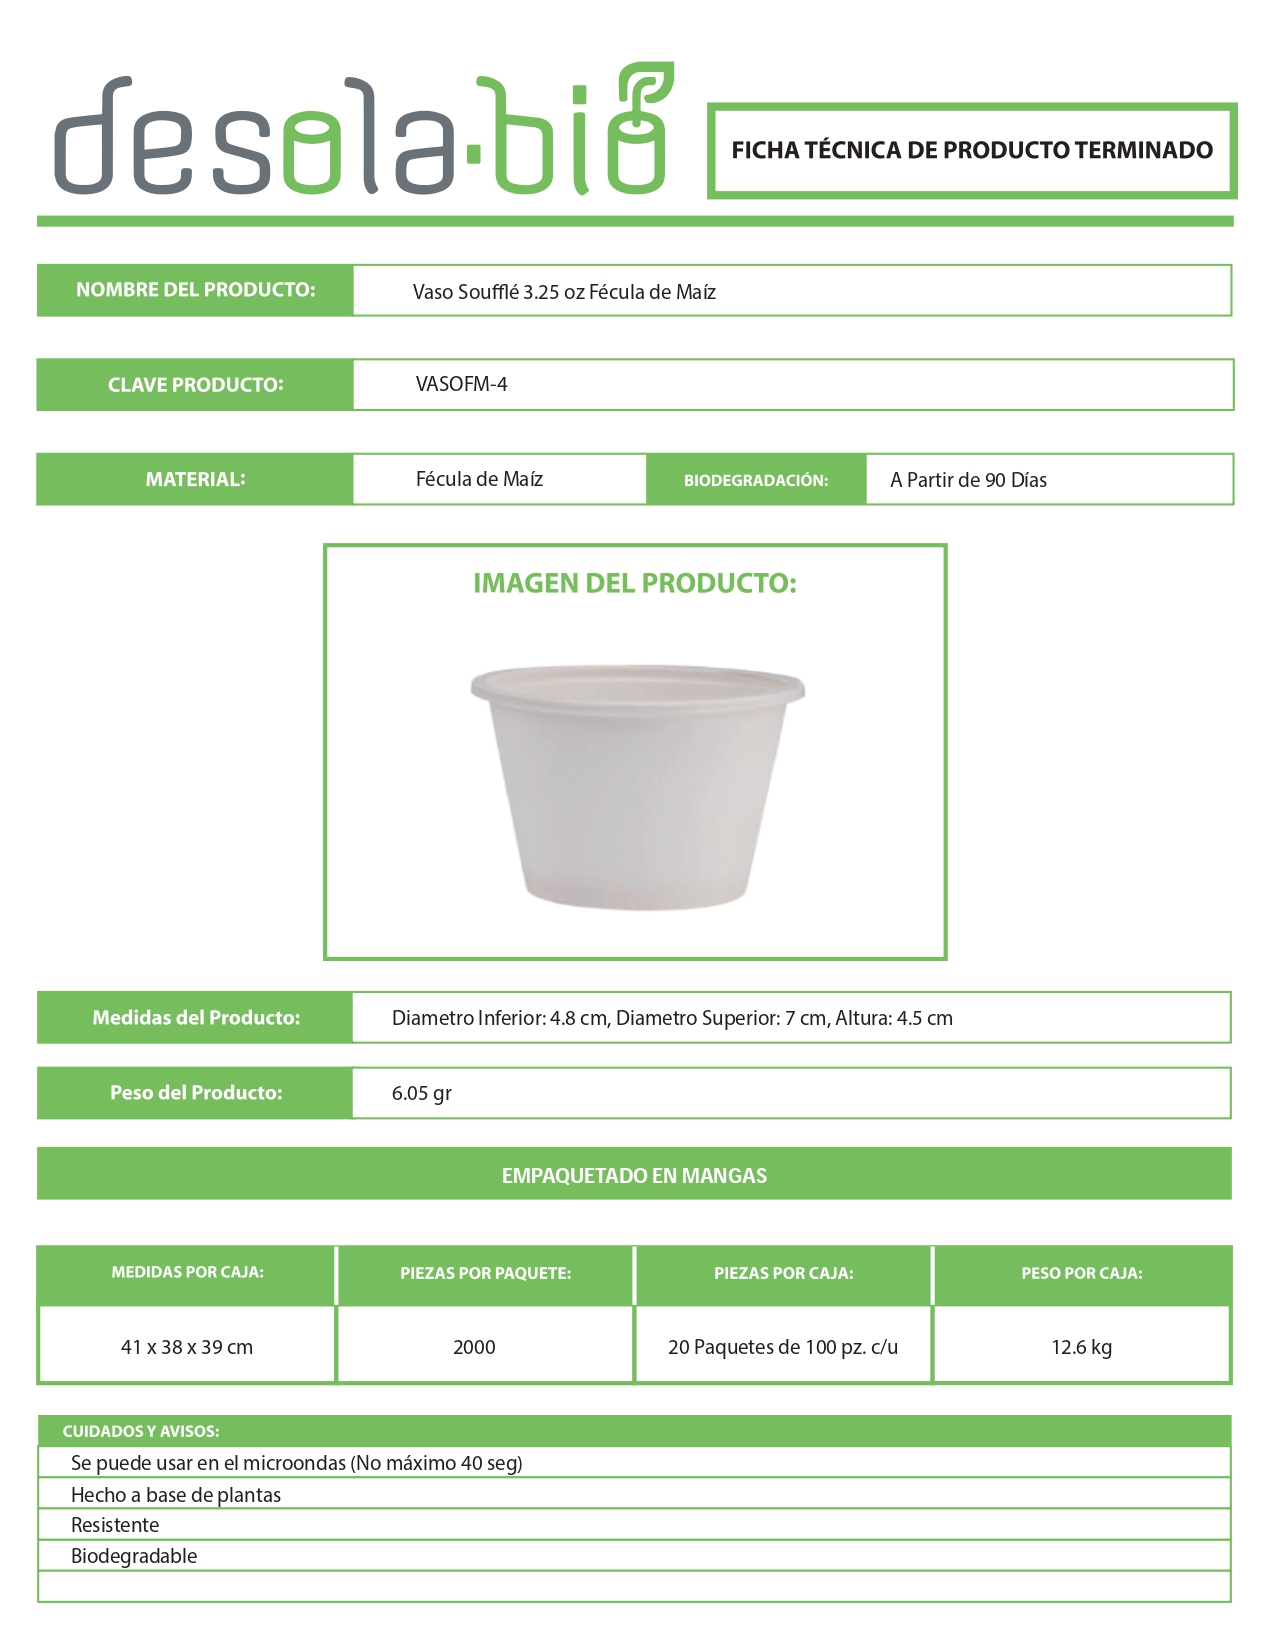 desola.bio
FICHA TÉCNICA DE PRODUCTO TERMINADO
NOMBRE DEL PRODUCTO:
Vaso Soufflé 3.25 oz Fécula de Maíz
CLAVE PRODUCTO:
VASOFM-4
MATERIAL:
Fécula de Maíz
BIODEGRADACIÓN:
A Partir de 90 Días
IMAGEN DEL PRODUCTO:
Medidas del Producto:
Diametro Inferior: 4.8 cm, Diametro Superior: 7 cm, Altura: 4.5 cm
Peso del Producto:
6.05 gr
EMPAQUETADO EN MANGAS
MEDIDAS POR CAJA:
PIEZAS POR PAQUETE:
PIEZAS POR CAJA:
PESO POR CAJA:
41 x 38 x 39 cm
2000
20 Paquetes de 100 pz. c/u
12.6 kg
CUIDADOS Y AVISOS:
Se puede usar en el microondas (No máximo 40 seg)
Hecho a base de plantas
Resistente
Biodegradable